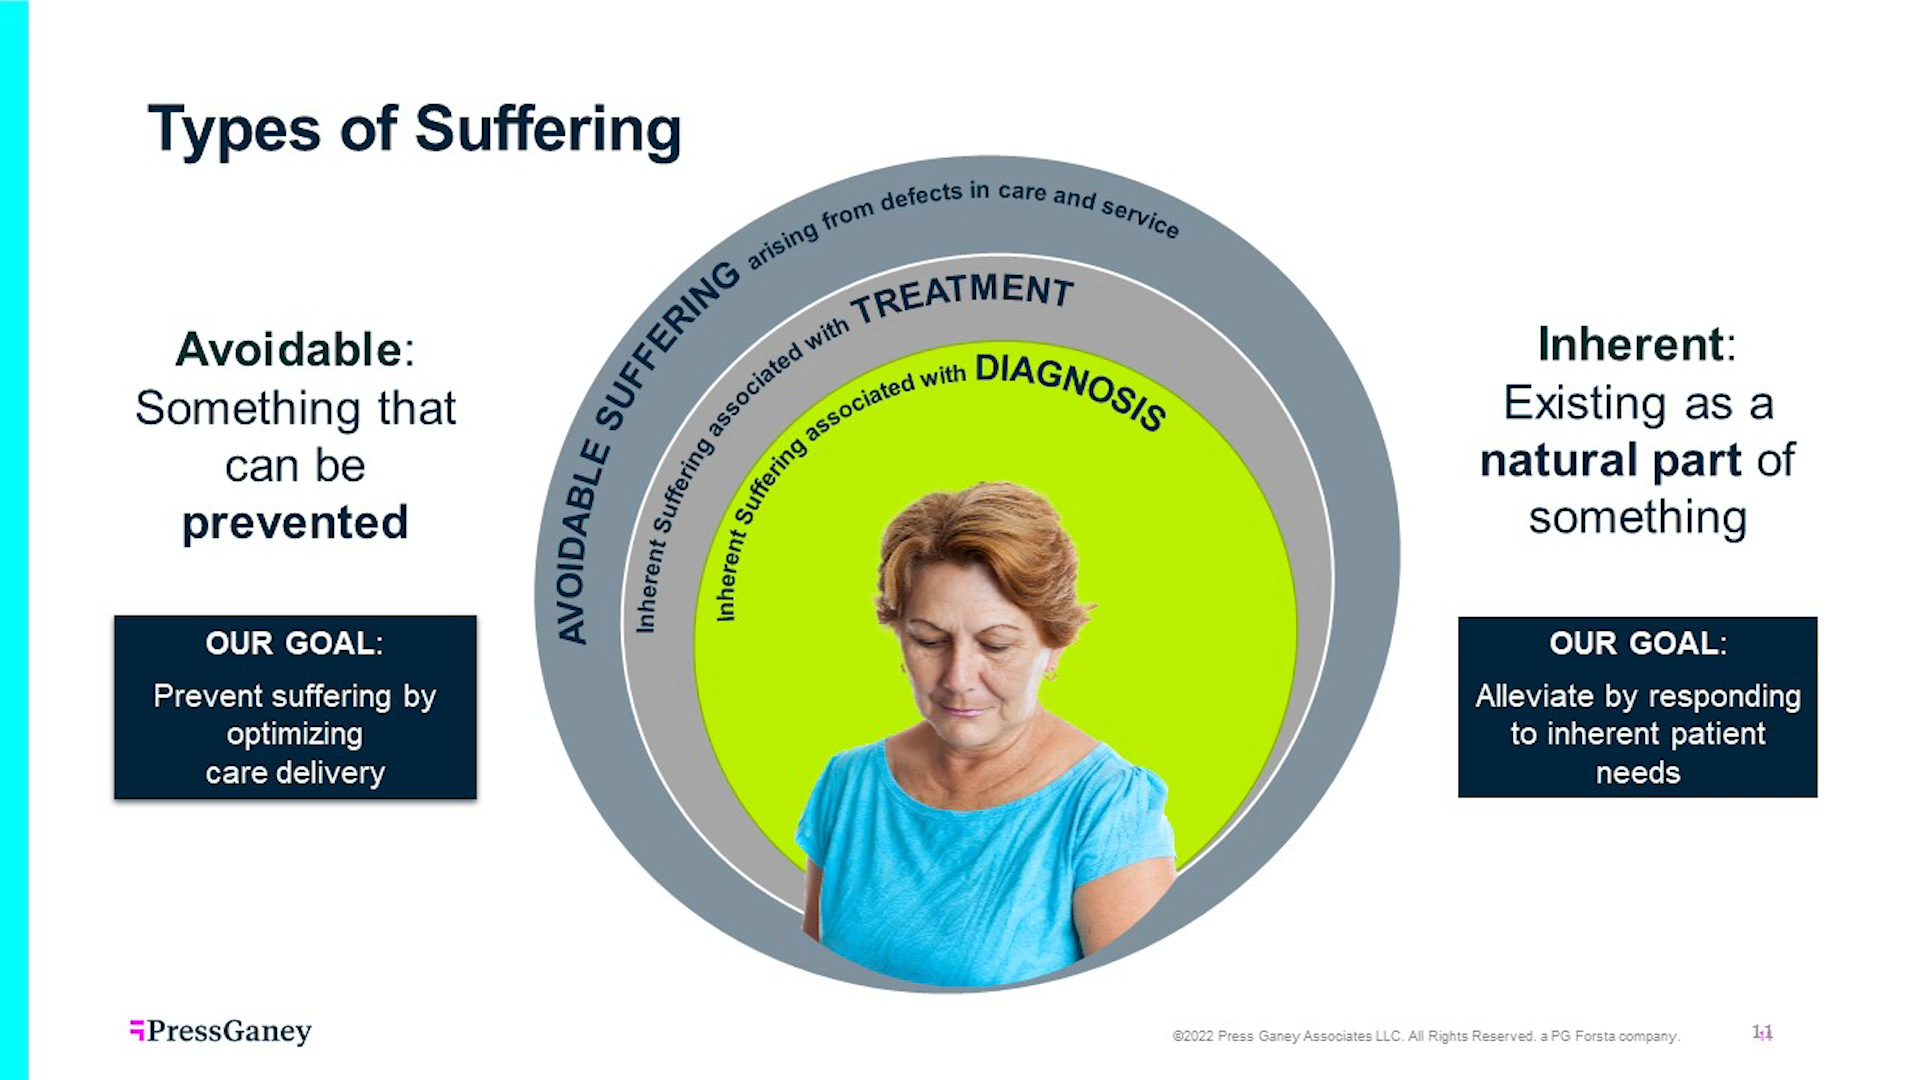 Types of Suffering
AVOIDABLE SUFFERING arising from defects in care and service
Inherent Suffering associated with TREATMENT
Inherent Suffering associated with DIAGNOSIS
Avoidable:
Something that
can be
prevented
OUR GOAL:
Prevent suffering by
optimizing
care delivery
Inherent:
Existing as a
natural part of
something
OUR GOAL:
Alleviate by responding
to inherent patient
needs
PressGaney
©2022 Press Ganey Associates LLC. All Rights Reserved. a PG Forsta company.
11